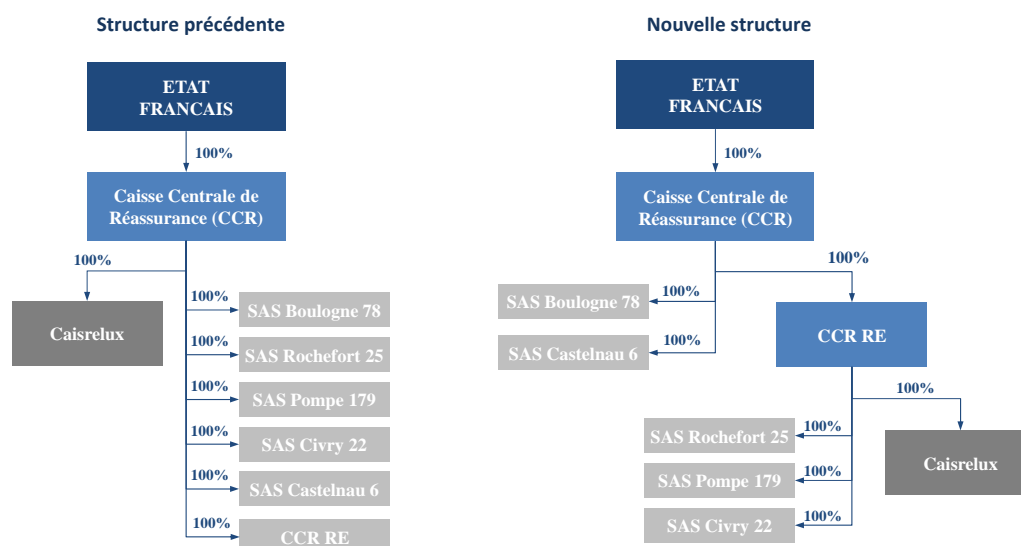 Structure précédente
ETAT
FRANCAIS
100%
Caisse Centrale de
Réassurance (CCR)
100%
Caisrelux
100%
SAS Boulogne 78
100%
SAS Rochefort 25
100%
SAS Pompe 179
100%
SAS Civry 22
100%
SAS Castelnau 6
100%
CCR RE
Nouvelle structure
ETAT
FRANCAIS
100%
Caisse Centrale de
Réassurance (CCR)
100%
SAS Boulogne 78
100%
SAS Castelnau 6
100%
CCR RE
100%
SAS Rochefort 25
100%
SAS Pompe 179
100%
SAS Civry 22
100%
Caisrelux